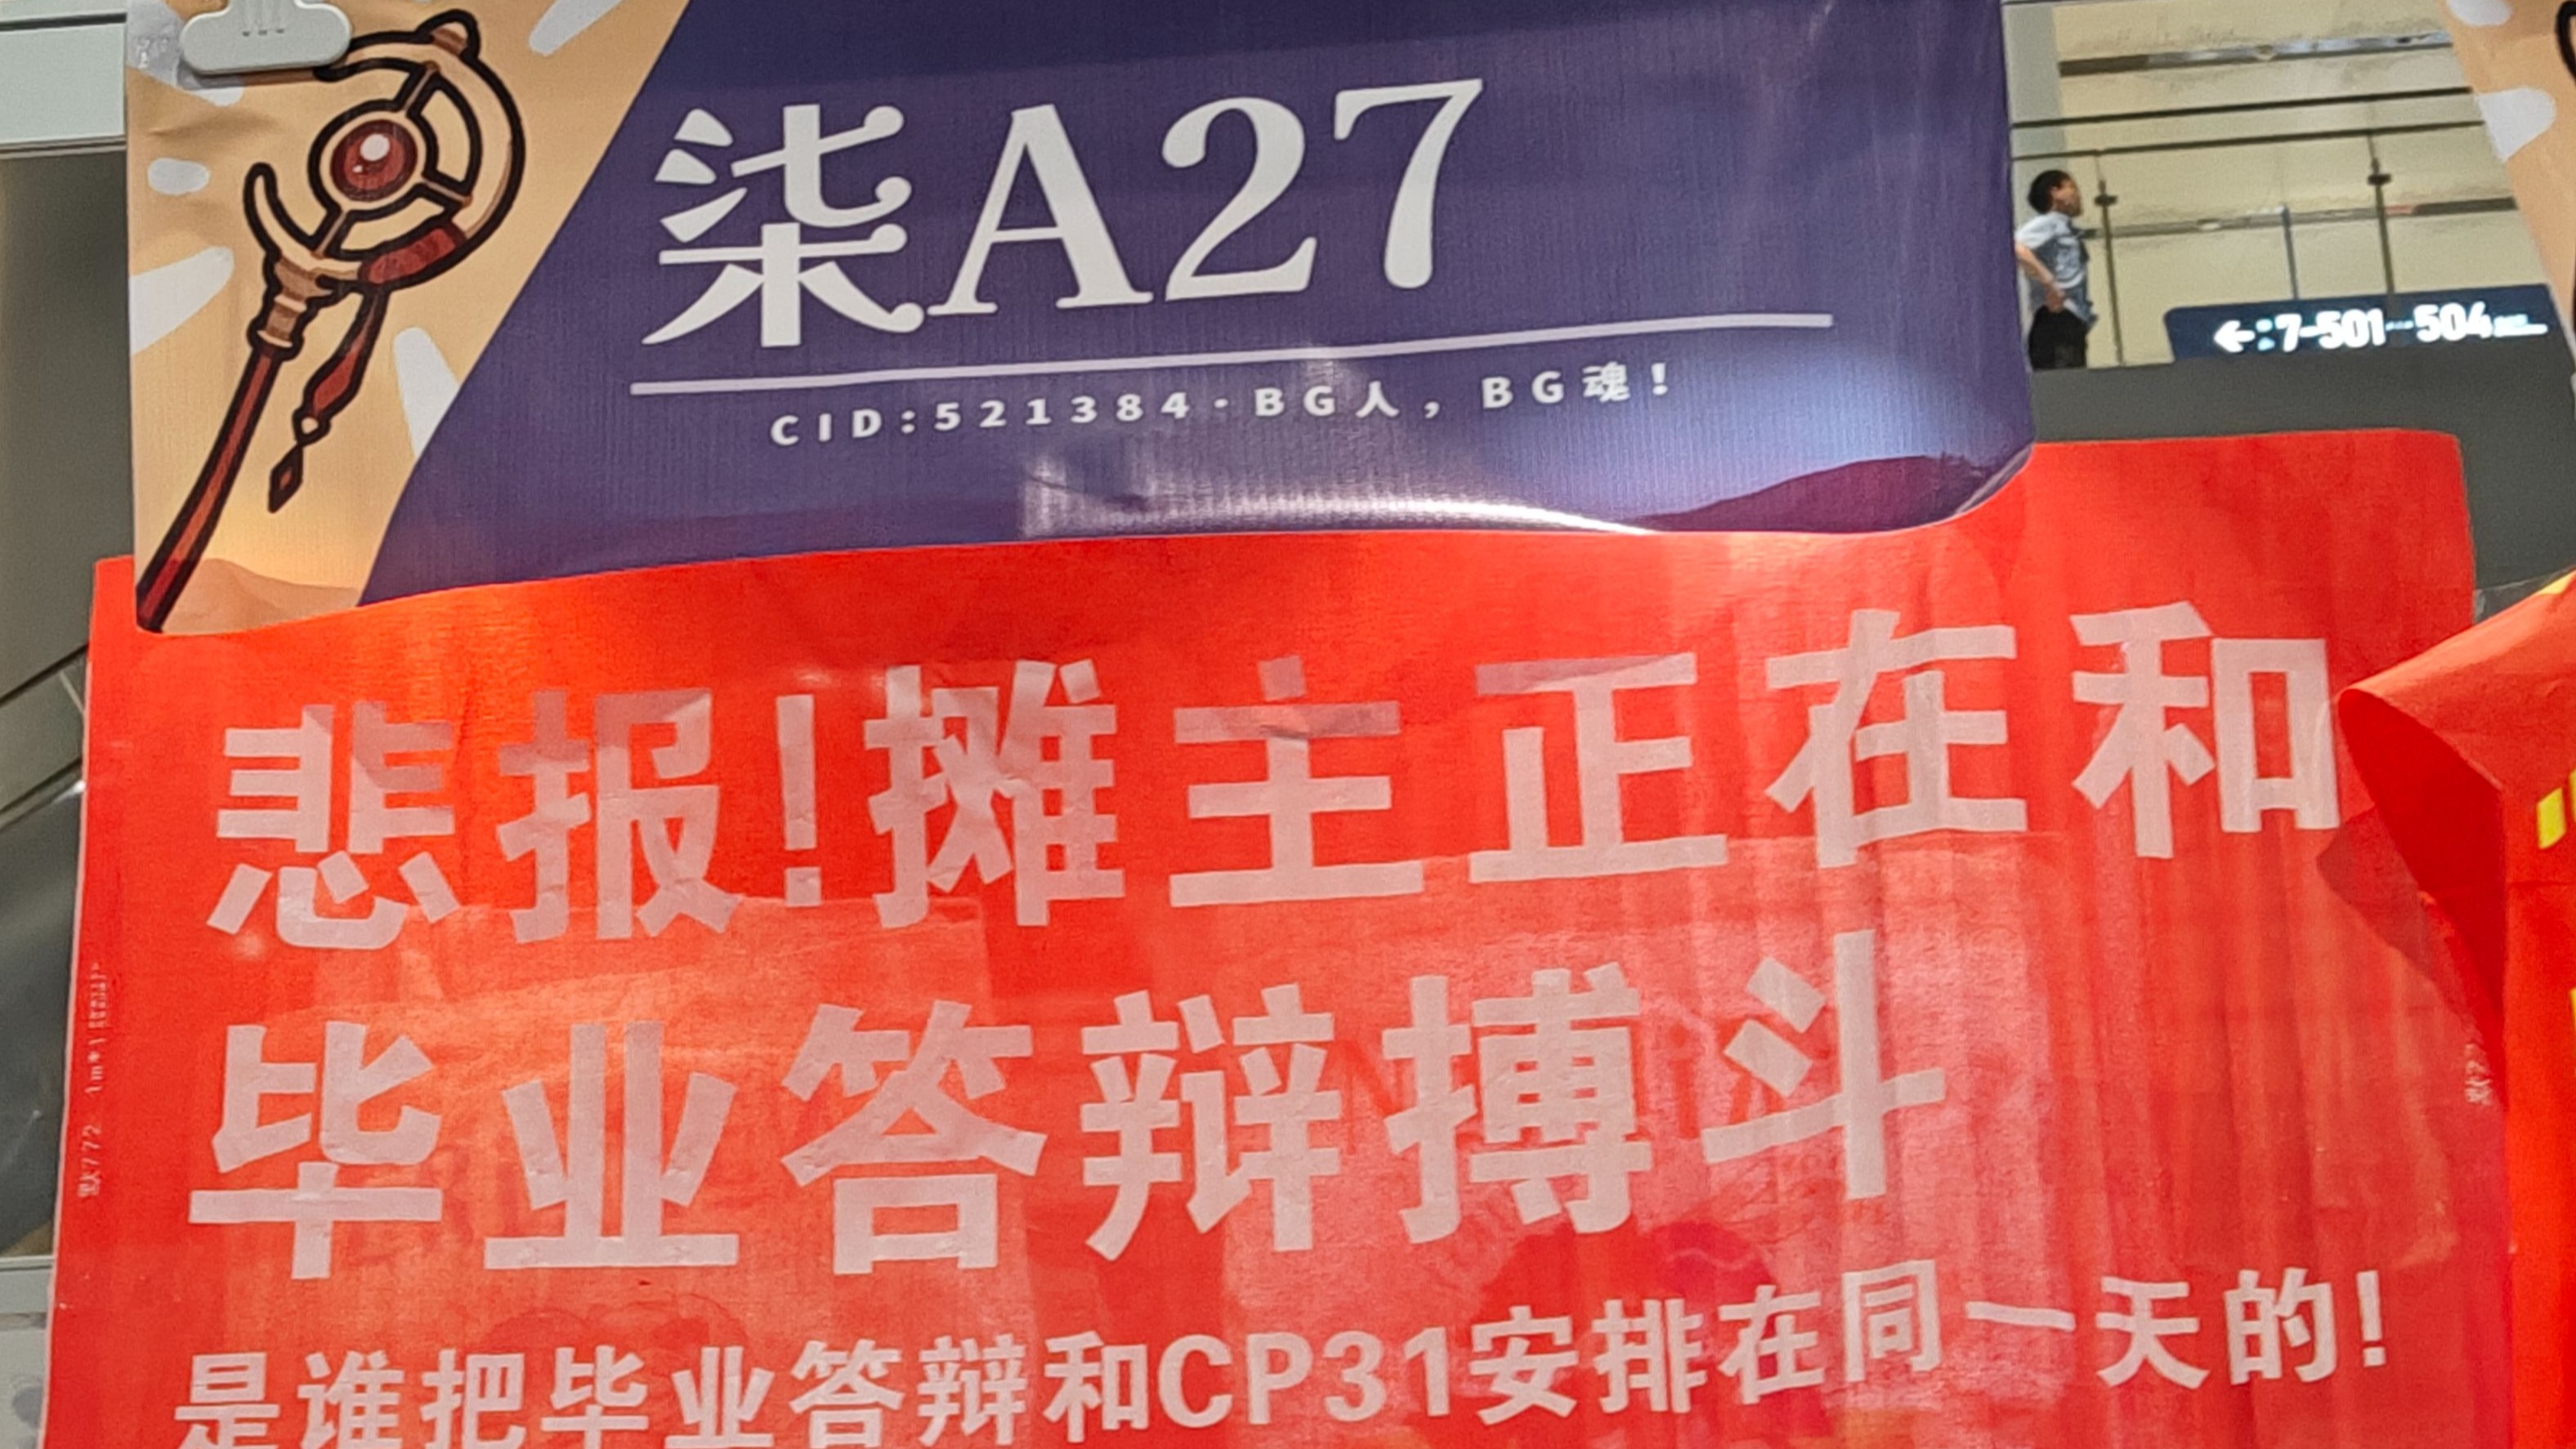 柒A27
CID:521384·BG人，BG魂！
←:7-501--504
悲报!摊主正在和
毕业答辩搏斗
是谁把毕业答辩和CP31安排在同一天的!